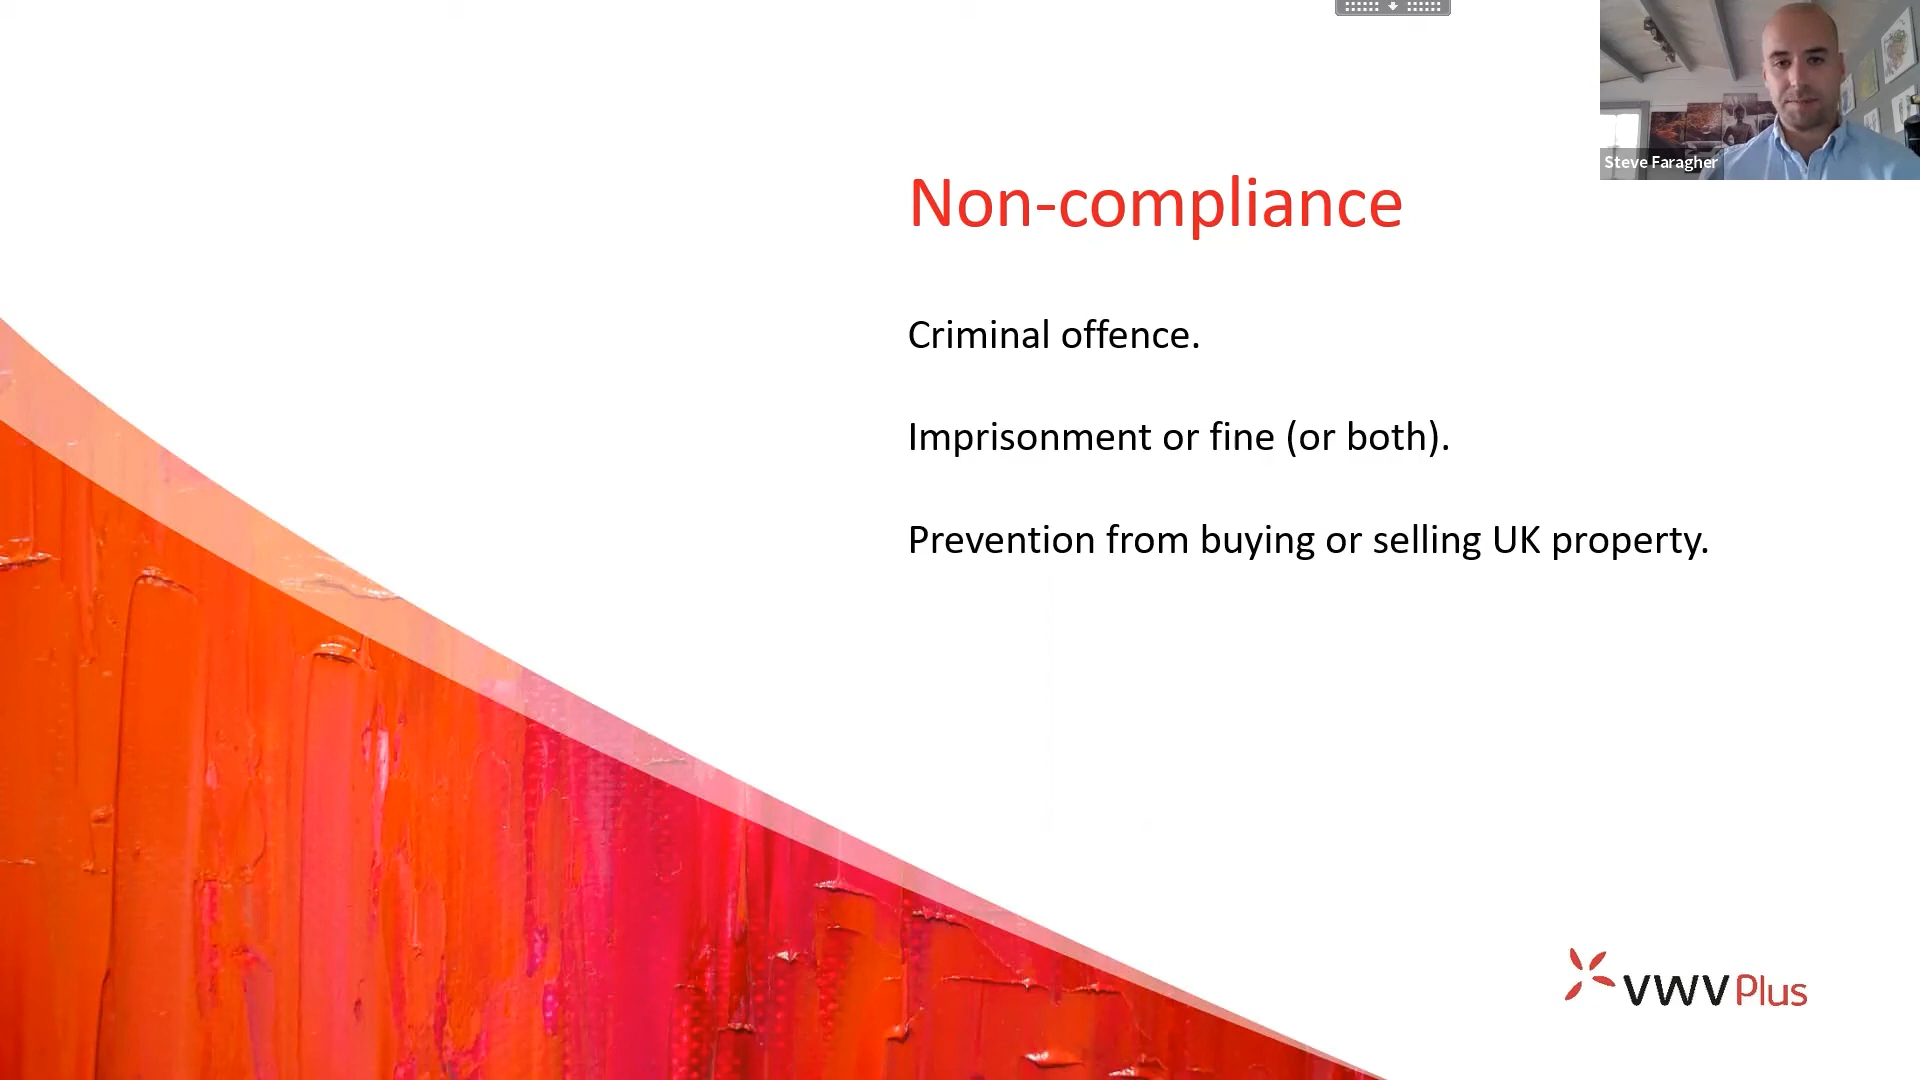 Steve Faragher
Non-compliance
Criminal offence.
Imprisonment or fine (or both).
Prevention from buying or selling UK property.
VWV Plus